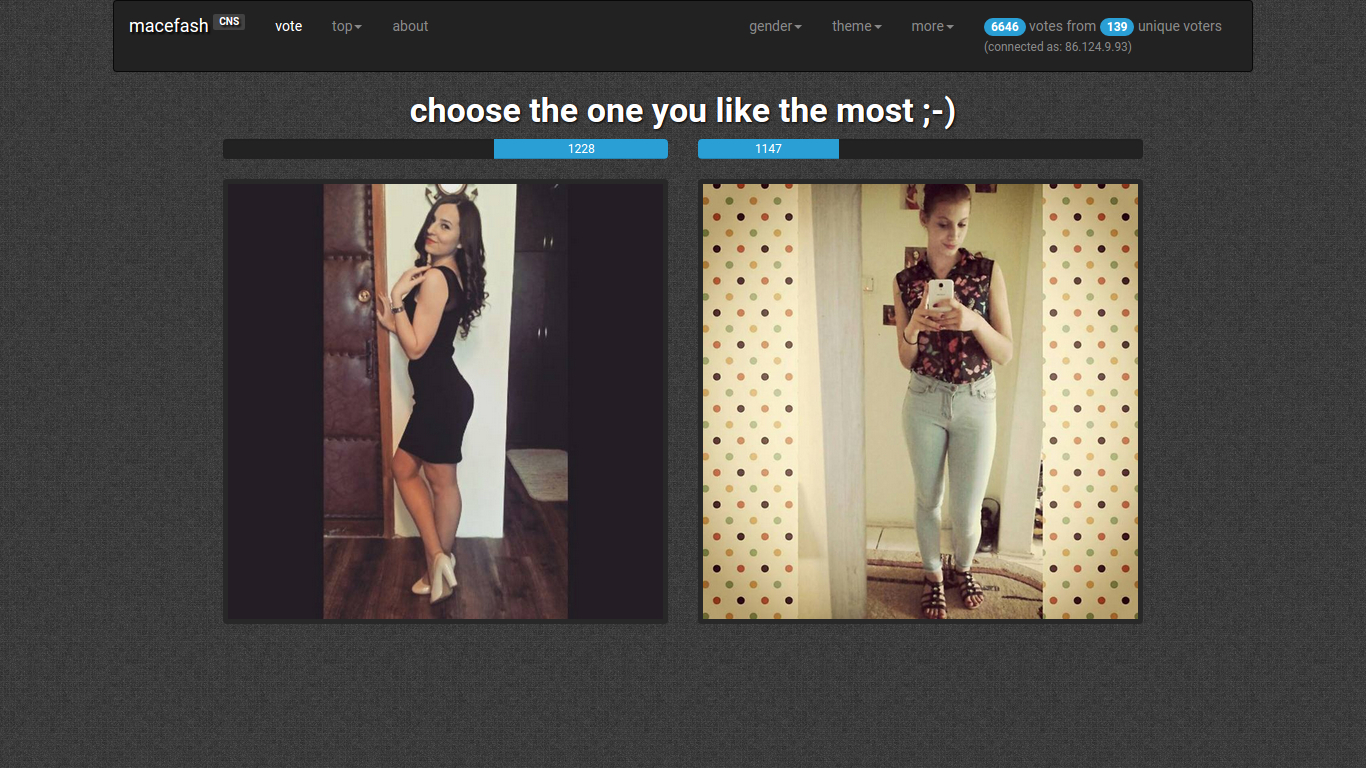 macefash CNS vote top about gender theme more 6646 votes from 139 unique voters
(connected as: 86.124.9.93)
choose the one you like the most ;-)
1228 1147